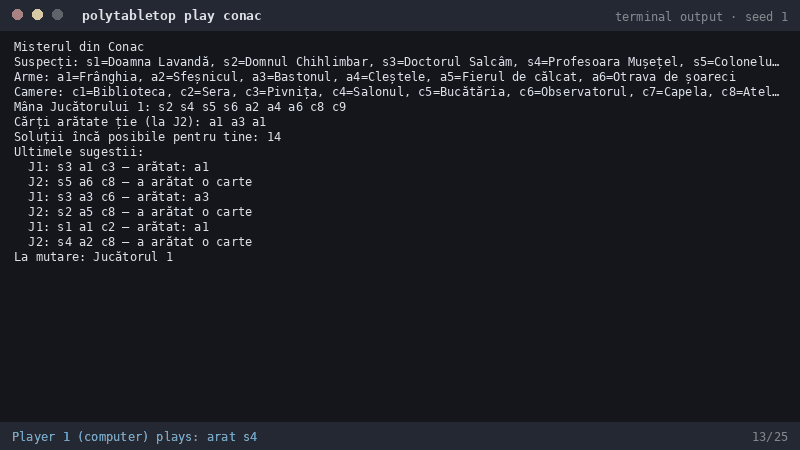 polytabletop play conac
terminal output · seed 1
Misterul din Conac
Suspecți: s1=Doamna Lavandă, s2=Domnul Chihlimbar, s3=Doctorul Salcâm, s4=Profesoara Mușețel, s5=Colonelu…
Arme: a1=Frânghia, a2=Sfeșnicul, a3=Bastonul, a4=Cleștele, a5=Fierul de călcat, a6=Otrava de șoareci
Camere: c1=Biblioteca, c2=Sera, c3=Pivnița, c4=Salonul, c5=Bucătăria, c6=Observatorul, c7=Capela, c8=Atel…
Mâna Jucătorului 1: s2 s4 s5 s6 a2 a4 a6 c8 c9
Cărți arătate ție (la J2): a1 a3 a1
Soluții încă posibile pentru tine: 14
Ultimele sugestii:
J1: s3 a1 c3 — arătat: a1
J2: s5 a6 c8 — a arătat o carte
J1: s3 a3 c6 — arătat: a3
J2: s2 a5 c8 — a arătat o carte
J1: s1 a1 c2 — arătat: a1
J2: s4 a2 c8 — a arătat o carte
La mutare: Jucătorul 1
Player 1 (computer) plays: arat s4
13/25